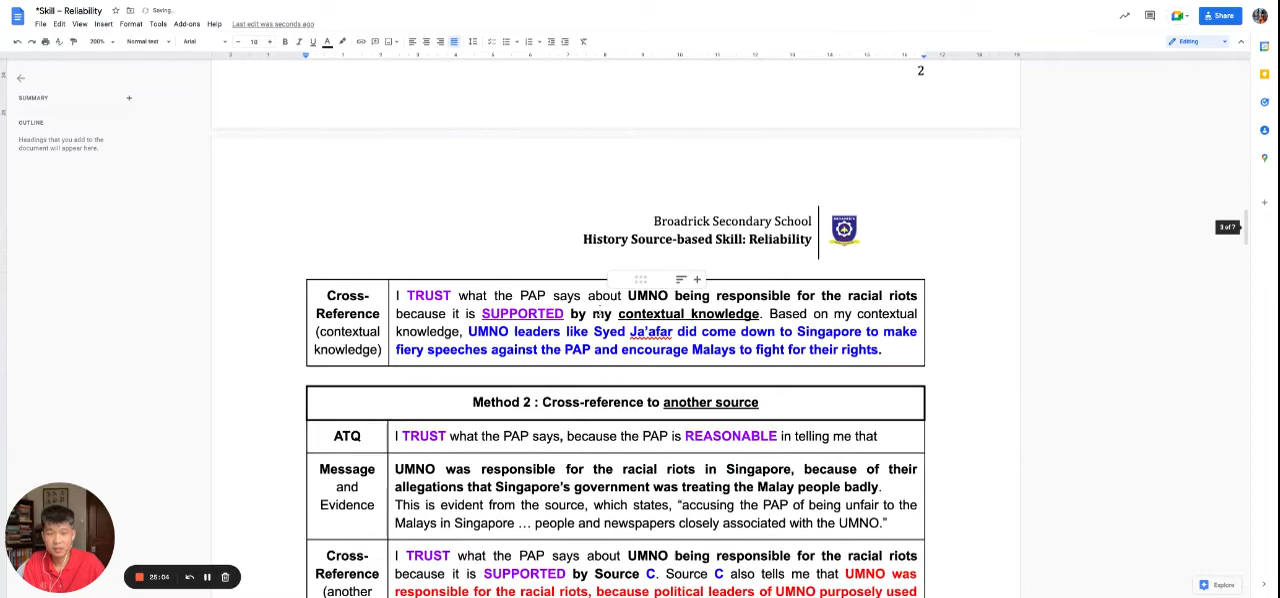 *Skill – Reliability
Saving...
File Edit View Insert Format Tools Add-ons Help Last edit was seconds ago
Share
200% Normal text Arial 10 Editing
2
SUMMARY
OUTLINE
Headings that you add to the
document will appear here.
Broadrick Secondary School
History Source-based Skill: Reliability
3 of 7
Cross-
Reference
(contextual
knowledge)
I TRUST what the PAP says about UMNO being responsible for the racial riots
because it is SUPPORTED by my contextual knowledge. Based on my contextual
knowledge, UMNO leaders like Syed Ja'afar did come down to Singapore to make
fiery speeches against the PAP and encourage Malays to fight for their rights.
Method 2 : Cross-reference to another source
ATQ
I TRUST what the PAP says, because the PAP is REASONABLE in telling me that
Message
and
Evidence
UMNO was responsible for the racial riots in Singapore, because of their
allegations that Singapore's government was treating the Malay people badly.
This is evident from the source, which states, “accusing the PAP of being unfair to the
Malays in Singapore … people and newspapers closely associated with the UMNO.”
Cross-
Reference
(another
I TRUST what the PAP says about UMNO being responsible for the racial riots
because it is SUPPORTED by Source C. Source C also tells me that UMNO was
responsible for the racial riots, because political leaders of UMNO purposely used
Explore